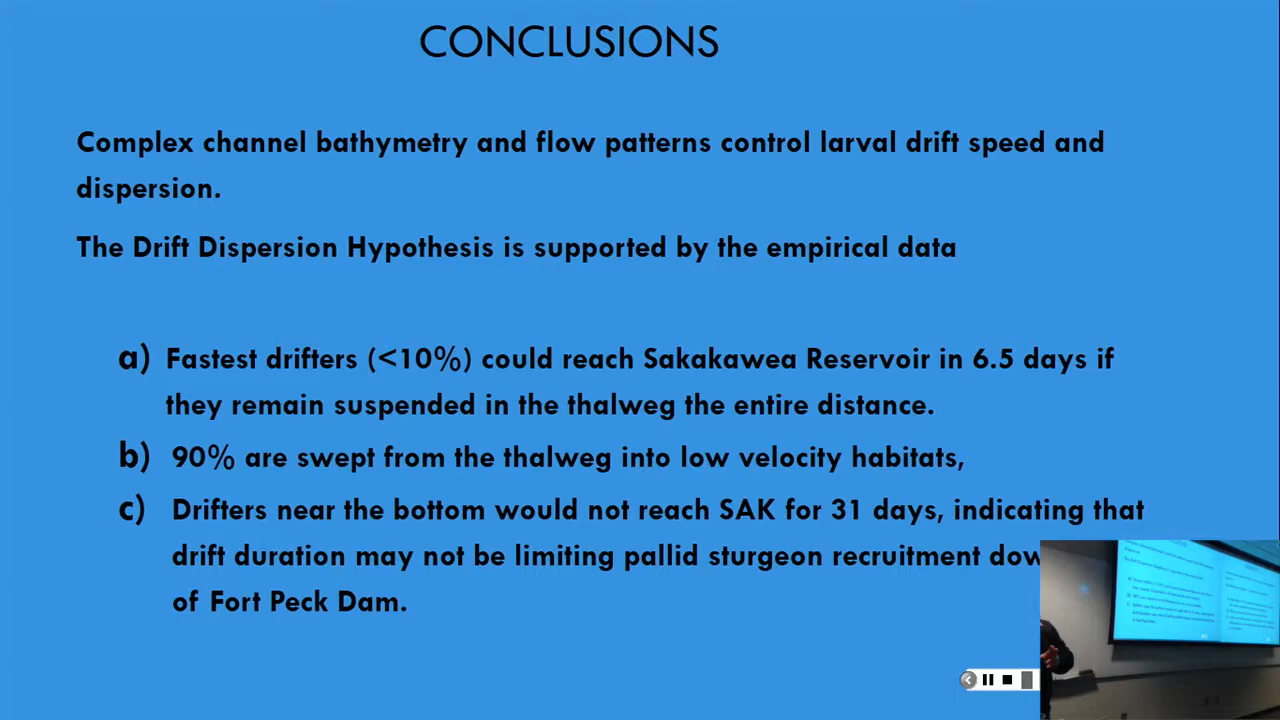 CONCLUSIONS
Complex channel bathymetry and flow patterns control larval drift speed and
dispersion.
The Drift Dispersion Hypothesis is supported by the empirical data
a) Fastest drifters (<10%) could reach Sakakawea Reservoir in 6.5 days if
they remain suspended in the thalweg the entire distance.
b) 90% are swept from the thalweg into low velocity habitats,
c) Drifters near the bottom would not reach SAK for 31 days, indicating that
drift duration may not be limiting pallid sturgeon recruitment
of Fort Peck Dam.